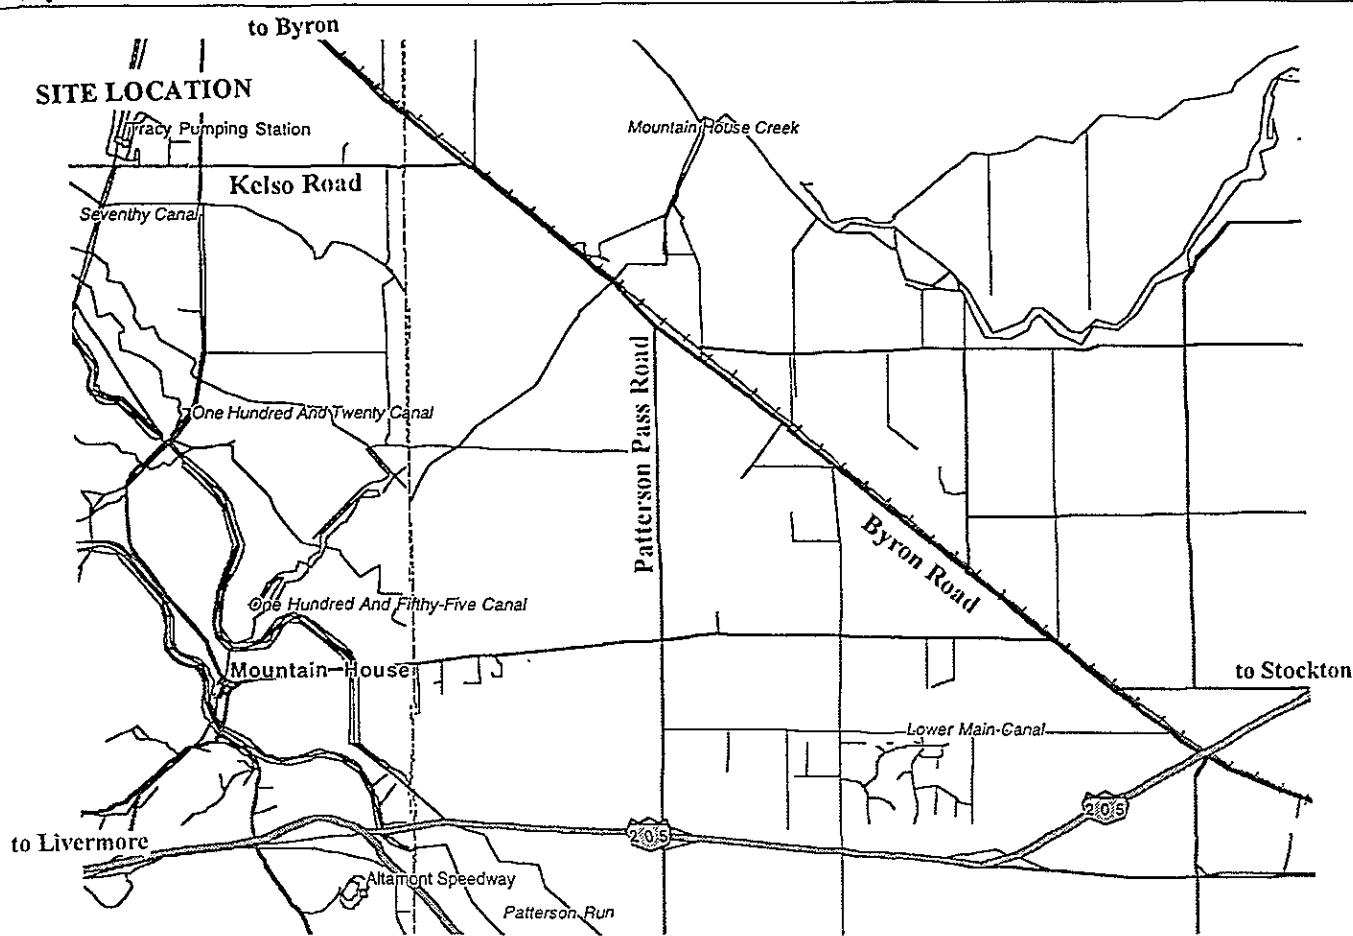 to Byron
SITE LOCATION
Tracy Pumping Station
Mountain House Creek
Kelso Road
Seventhy Canal
Patterson Pass Road
One Hundred And Twenty Canal
Byron Road
One Hundred And Fifthy-Five Canal
Mountain House
to Stockton
Lower Main Canal
205
205
to Livermore
Altamont Speedway
Patterson Run